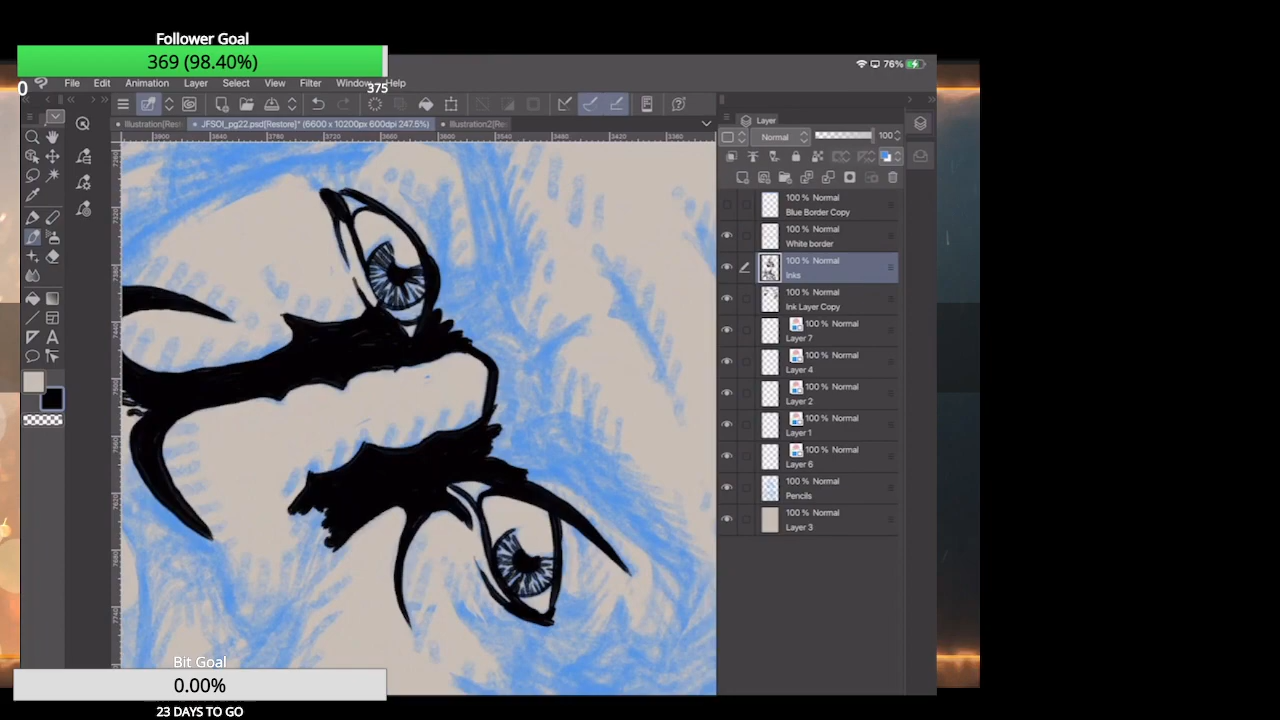 Follower Goal
369 (98.40%)
0
375
76%
File Edit Animation Layer Select View Filter Window Help
Illustration[Res
JFSOI_pg22.psd[Restore]* (6600 x 10200px 600dpi 247.5%)
Illustration2[Re
Layer
Normal
100
100 % Normal
Blue Border Copy
100 % Normal
White border
100 % Normal
Inks
100 % Normal
Ink Layer Copy
100 % Normal
Layer 7
100 % Normal
Layer 4
100 % Normal
Layer 2
100 % Normal
Layer 1
100 % Normal
Layer 6
100 % Normal
Pencils
100 % Normal
Layer 3
Bit Goal
0.00%
23 DAYS TO GO